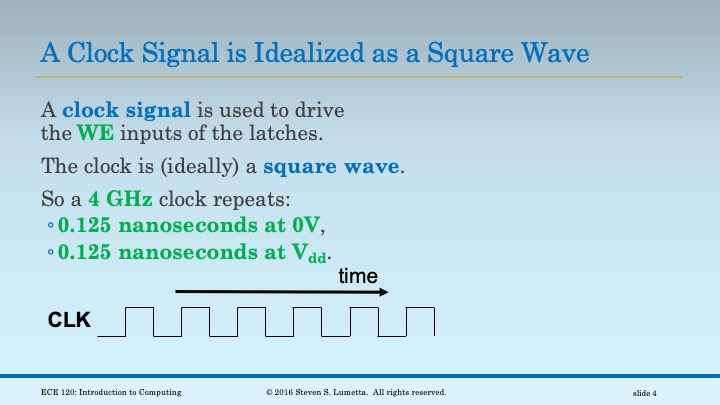 A Clock Signal is Idealized as a Square Wave
A clock signal is used to drive
the WE inputs of the latches.
The clock is (ideally) a square wave.
So a 4 GHz clock repeats:
◦0.125 nanoseconds at 0V,
◦0.125 nanoseconds at Vdd.
time
CLK
ECE 120: Introduction to Computing © 2016 Steven S. Lumetta. All rights reserved. slide 4